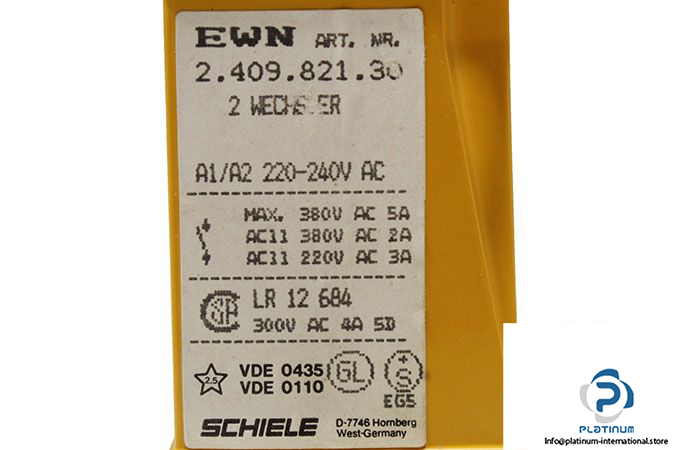 EWN ART. NR.
2.409.821.30
2 WECHSLER
A1/A2 220-240V AC
MAX. 380V AC 5A
AC11 380V AC 2A
AC11 220V AC 3A
LR 12 684
300V AC 4A SD
2.5 VDE 0435
VDE 0110
GL
+S
EGS
SCHIELE
D-7746 Hornberg
West-Germany
PLATINUM
Info@platinum-international.store